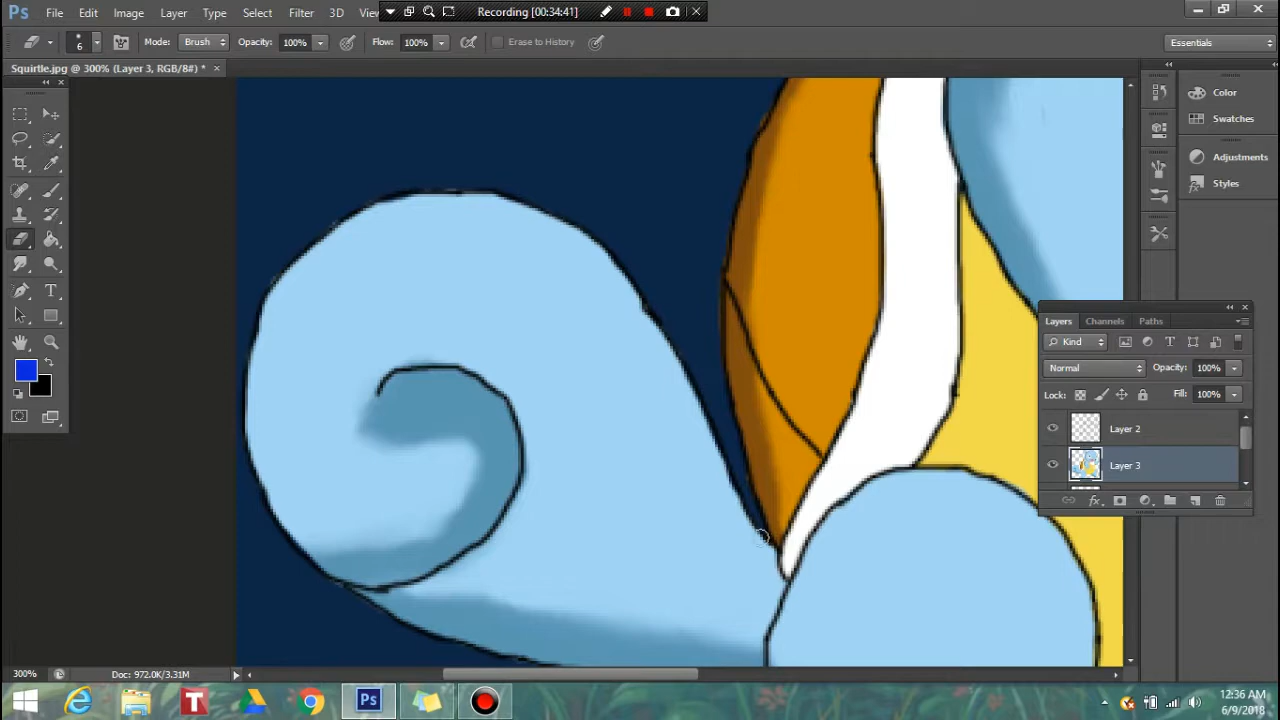 Ps File Edit Image Layer Type Select Filter 3D Recording [00:34:41]
6 Mode: Brush Opacity: 100% Flow: 100% Erase to History Essentials
Squirtle.jpg @ 300% (Layer 3, RGB/8#) *
Color
Swatches
Adjustments
Styles
Layers Channels Paths
Kind
Normal Opacity: 100%
Lock: Fill: 100%
Layer 2
Layer 3
fx
300% Doc: 972.0K/3.31M
12:36 AM
6/9/2018